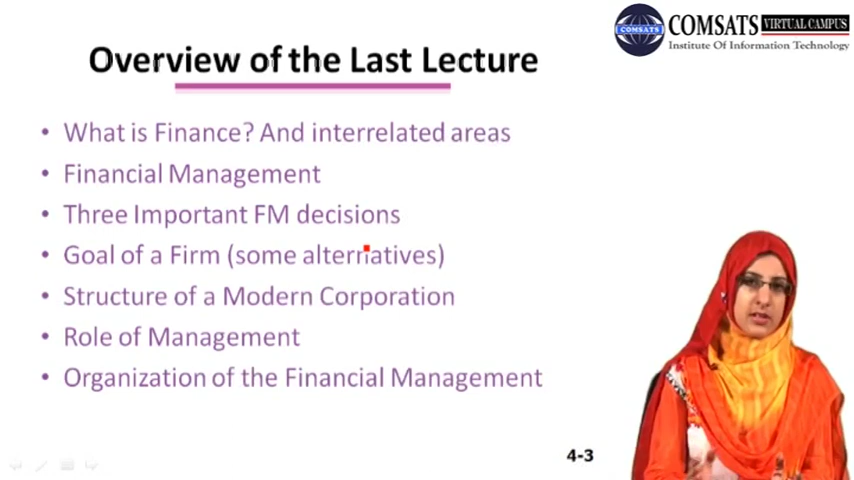 COMSATS VIRTUAL CAMPUS
Institute Of Information Technology
COMSATS
Overview of the Last Lecture
• What is Finance? And interrelated areas
• Financial Management
• Three Important FM decisions
• Goal of a Firm (some alternatives)
• Structure of a Modern Corporation
• Role of Management
• Organization of the Financial Management
4-3